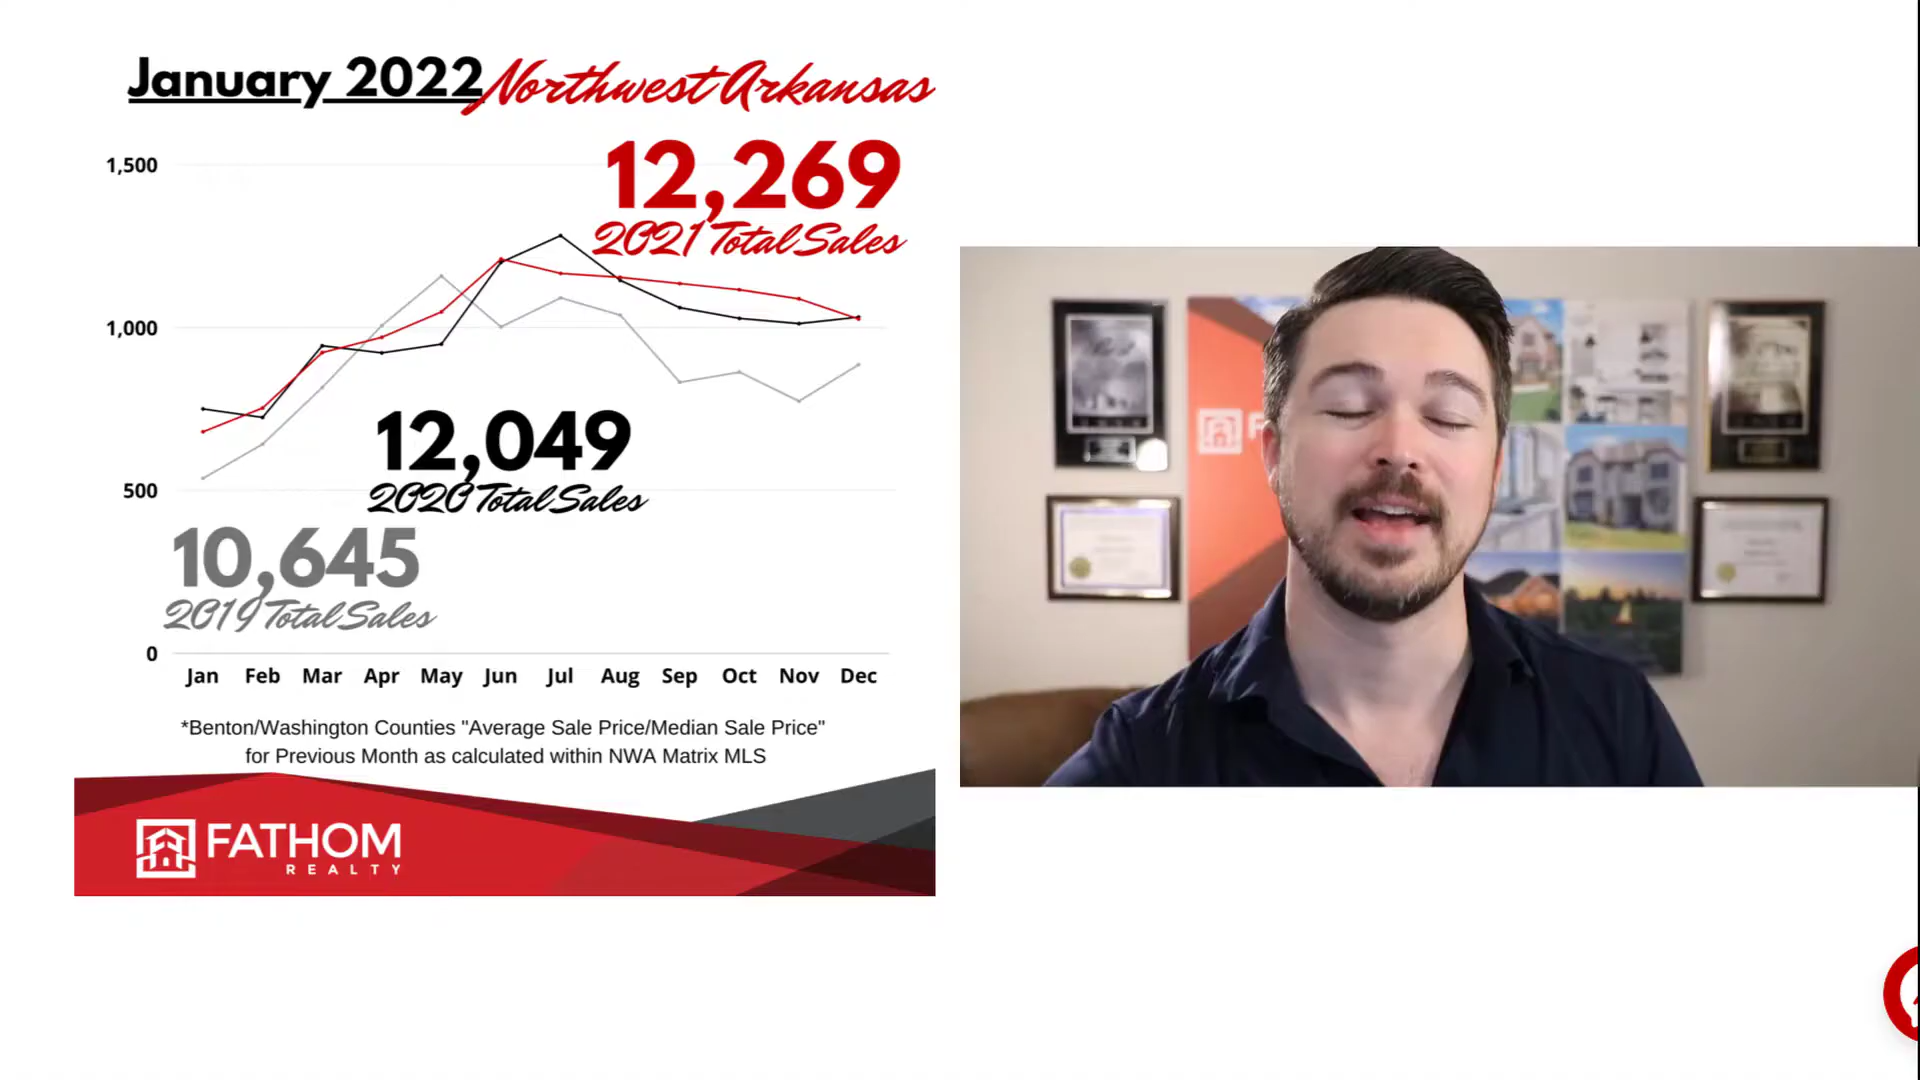 January 2022 Northwest Arkansas
12,269
2021 Total Sales
1,500
1,000
500
0
12,049
2020 Total Sales
10,645
2019 Total Sales
Jan Feb Mar Apr May Jun Jul Aug Sep Oct Nov Dec
*Benton/Washington Counties "Average Sale Price/Median Sale Price"
for Previous Month as calculated within NWA Matrix MLS
FATHOM
REALTY